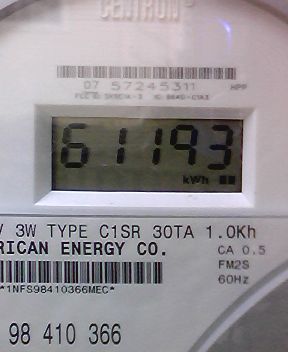 CENTRON®
07 57245311 HPP
61193
kWh
V 3W TYPE C1SR 30TA 1.0Kh
RICAN ENERGY CO. CA 0.5
FM2S
60Hz
*1NFS98410366MEC*
98 410 366